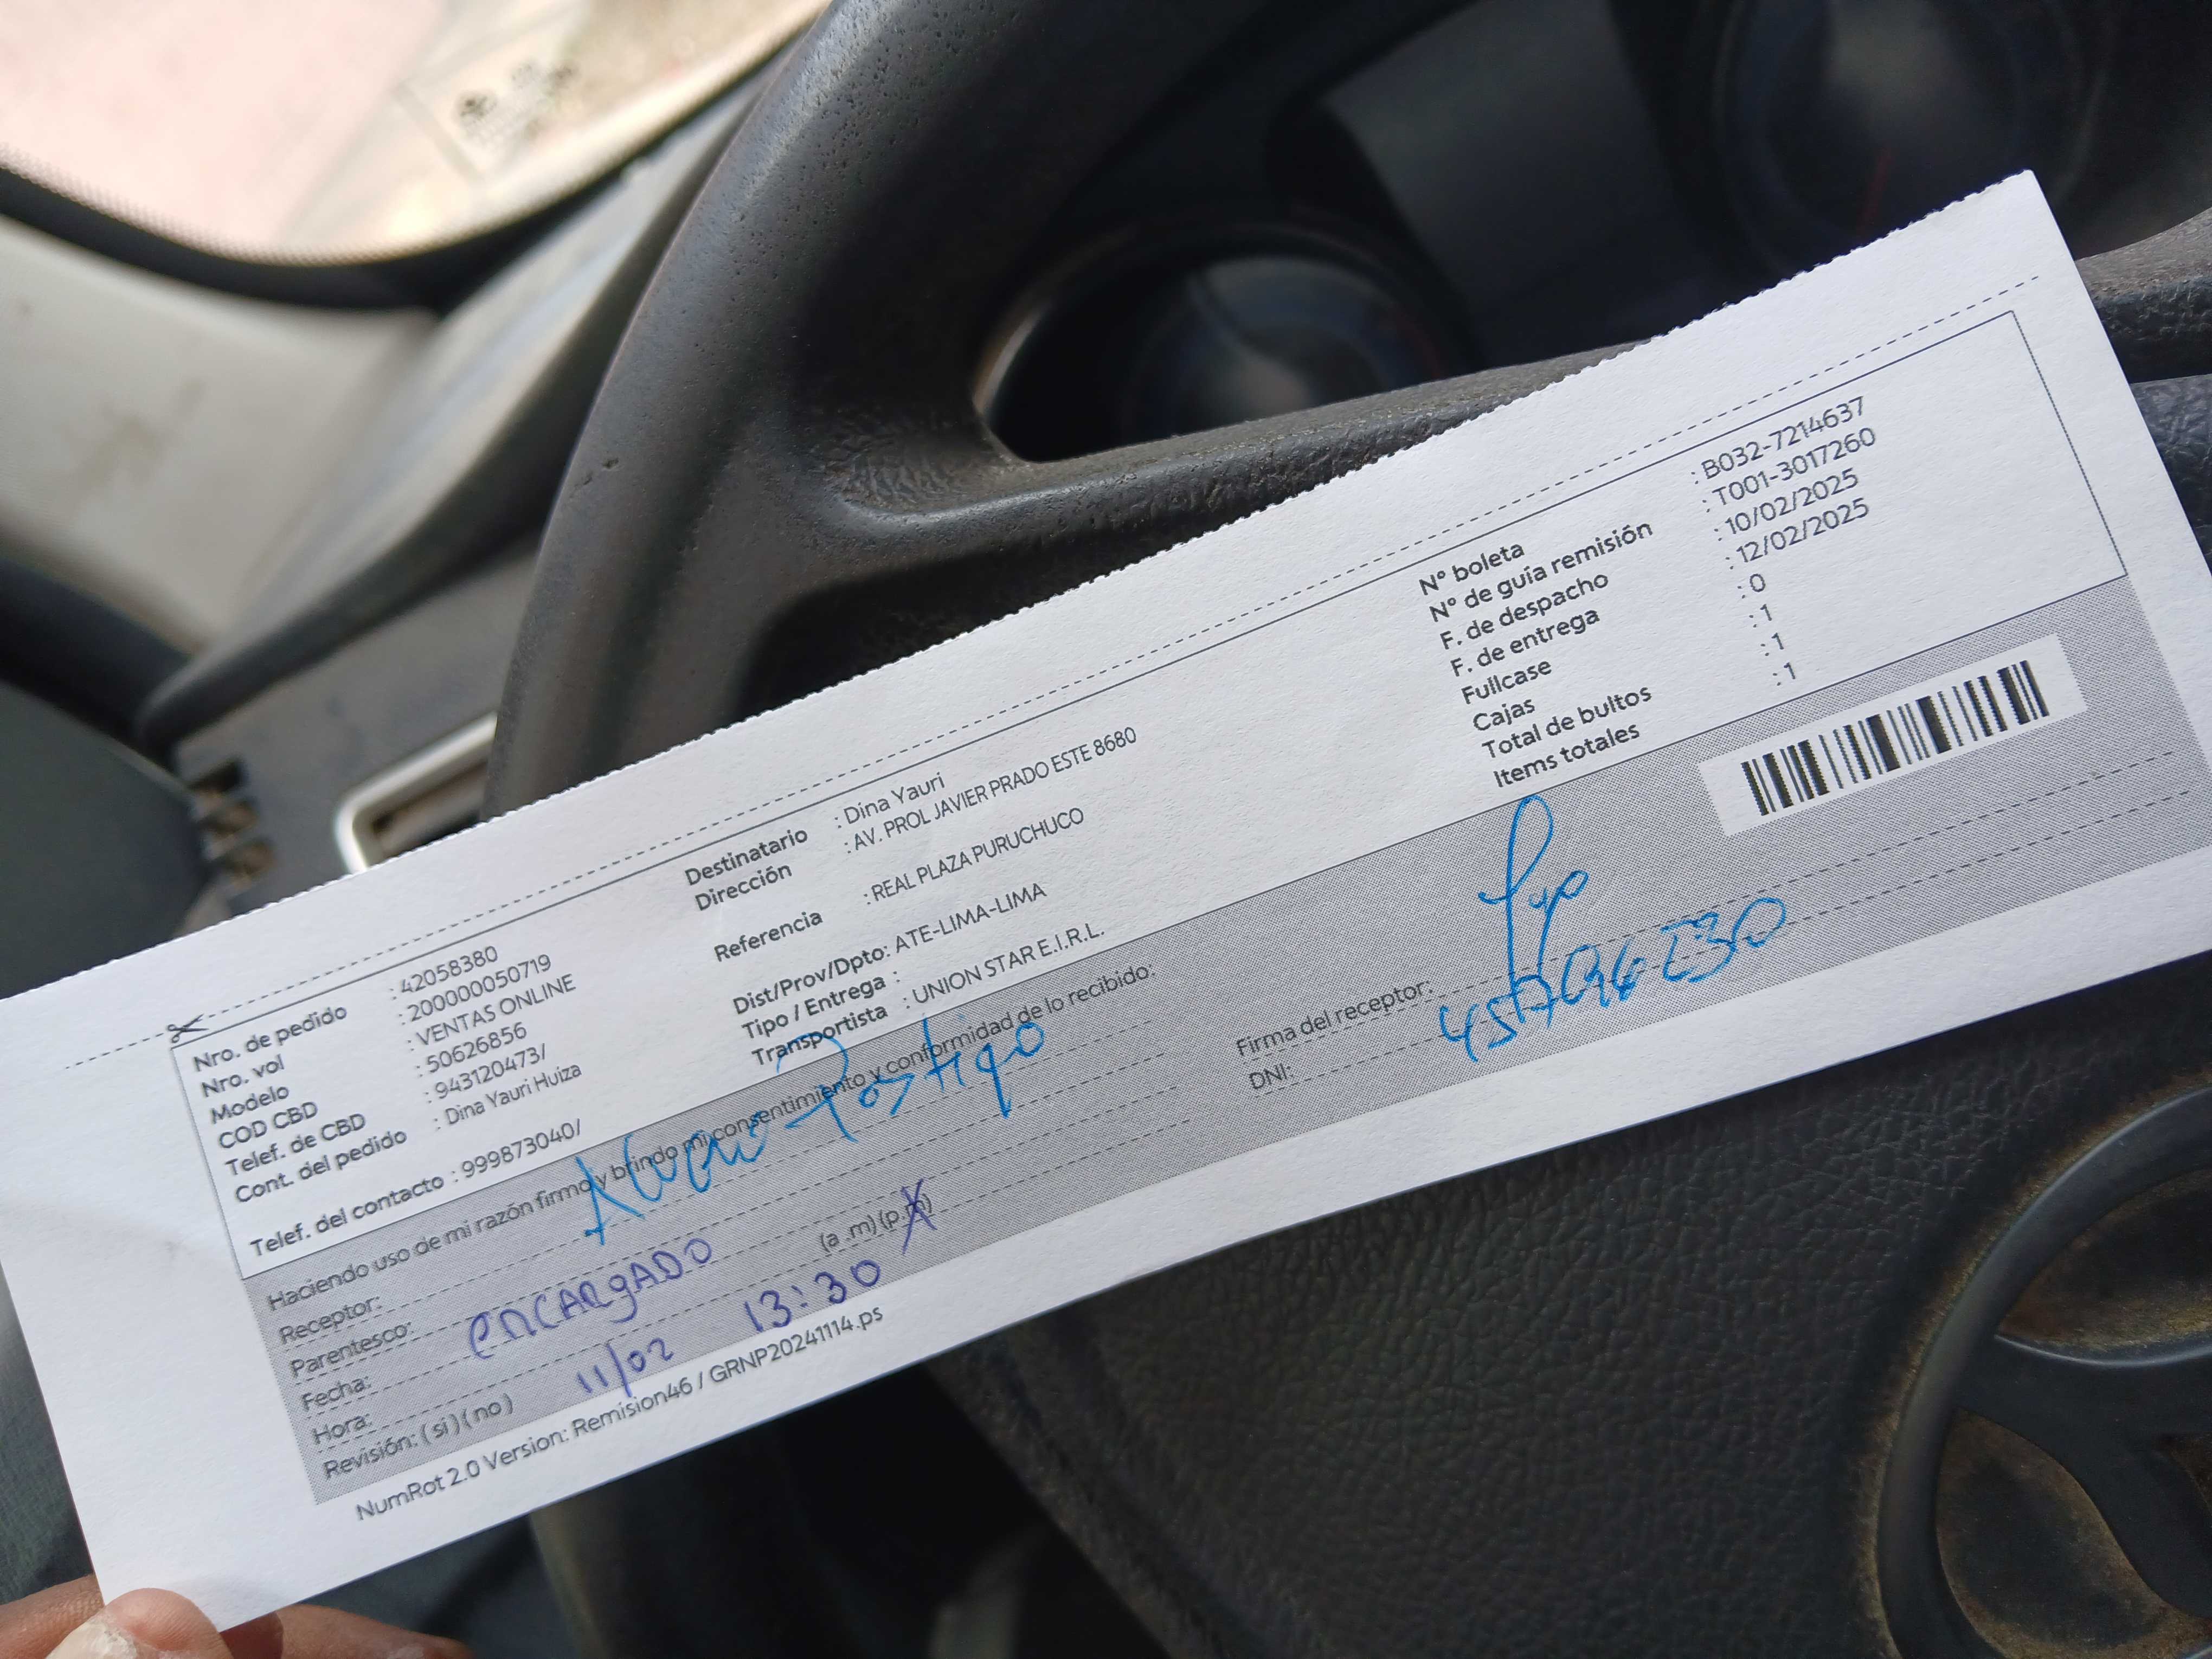 Nro. de pedido : 42058380
Nro. vol : 200000050719
Modelo : VENTAS ONLINE
COD CBD : 50626856
Telef. de CBD : 943120473/
Cont. del pedido : Dina Yauri Huiza
Telef. del contacto : 999873040/
Destinatario : Dina Yauri
Dirección : AV. PROL JAVIER PRADO ESTE 8680
Referencia : REAL PLAZA PURUCHUCO
Dist/Prov/Dpto: ATE-LIMA-LIMA
Tipo / Entrega :
Transportista : UNION STAR E.I.R.L.
N° boleta : B032-7214637
N° de guía remisión : T001-3017260
F. de despacho : 10/02/2025
F. de entrega : 12/02/2025
Fullcase : 0
Cajas : 1
Total de bultos : 1
Items totales : 1
Haciendo uso de mi razón firmo y brindo mi consentimiento y conformidad de lo recibido:
Receptor: Postigo
Parentesco: ENCARgADO
Fecha: 11/02
Hora: 13:30 (a .m) (p.m)
Revisión: ( si ) ( no )
Firma del receptor:
DNI:
NumRot 2.0 Version: Remision46 / GRNP20241114.ps